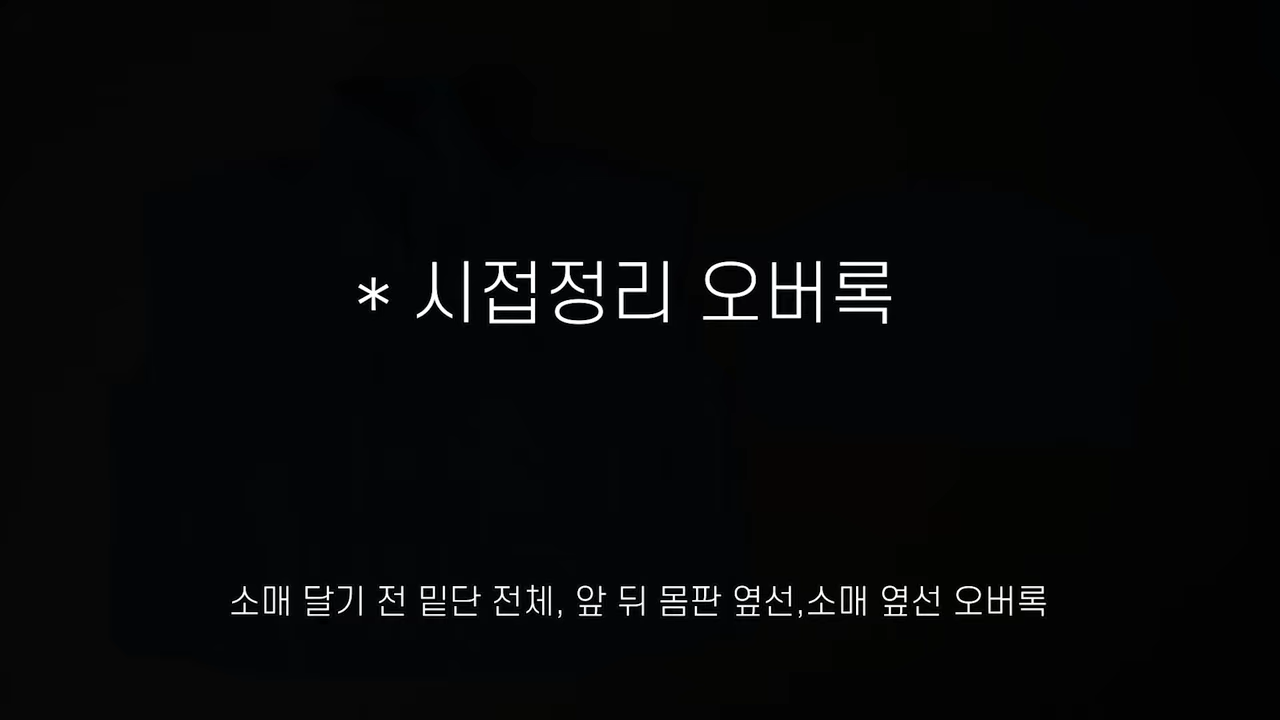 * 시접정리 오버록
소매 달기 전 밑단 전체, 앞 뒤 몸판 옆선,소매 옆선 오버록